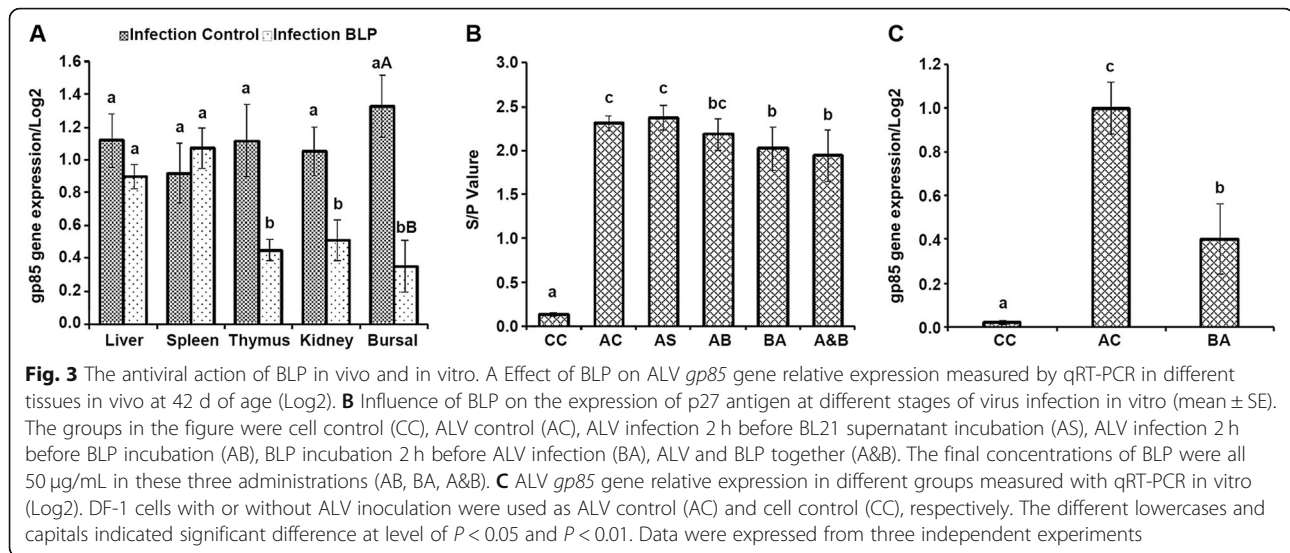 A
Infection Control Infection BLP
gp85 gene expression/Log2
1.6
1.4
1.2
1.0
0.8
0.6
0.4
0.2
0.0
a a a a a b a b aA bB
Liver Spleen Thymus Kidney Bursal
B
S/P Valure
3.0
2.5
2.0
1.5
1.0
0.5
0.0
a c c bc b b
CC AC AS AB BA A&B
C
gp85 gene expression/Log2
1.2
1.0
0.8
0.6
0.4
0.2
0.0
a c b
CC AC BA
Fig. 3 The antiviral action of BLP in vivo and in vitro. A Effect of BLP on ALV gp85 gene relative expression measured by qRT-PCR in different
tissues in vivo at 42 d of age (Log2). B Influence of BLP on the expression of p27 antigen at different stages of virus infection in vitro (mean ± SE).
The groups in the figure were cell control (CC), ALV control (AC), ALV infection 2 h before BL21 supernatant incubation (AS), ALV infection 2 h
before BLP incubation (AB), BLP incubation 2 h before ALV infection (BA), ALV and BLP together (A&B). The final concentrations of BLP were all
50 μg/mL in these three administrations (AB, BA, A&B). C ALV gp85 gene relative expression in different groups measured with qRT-PCR in vitro
(Log2). DF-1 cells with or without ALV inoculation were used as ALV control (AC) and cell control (CC), respectively. The different lowercases and
capitals indicated significant difference at level of P < 0.05 and P < 0.01. Data were expressed from three independent experiments